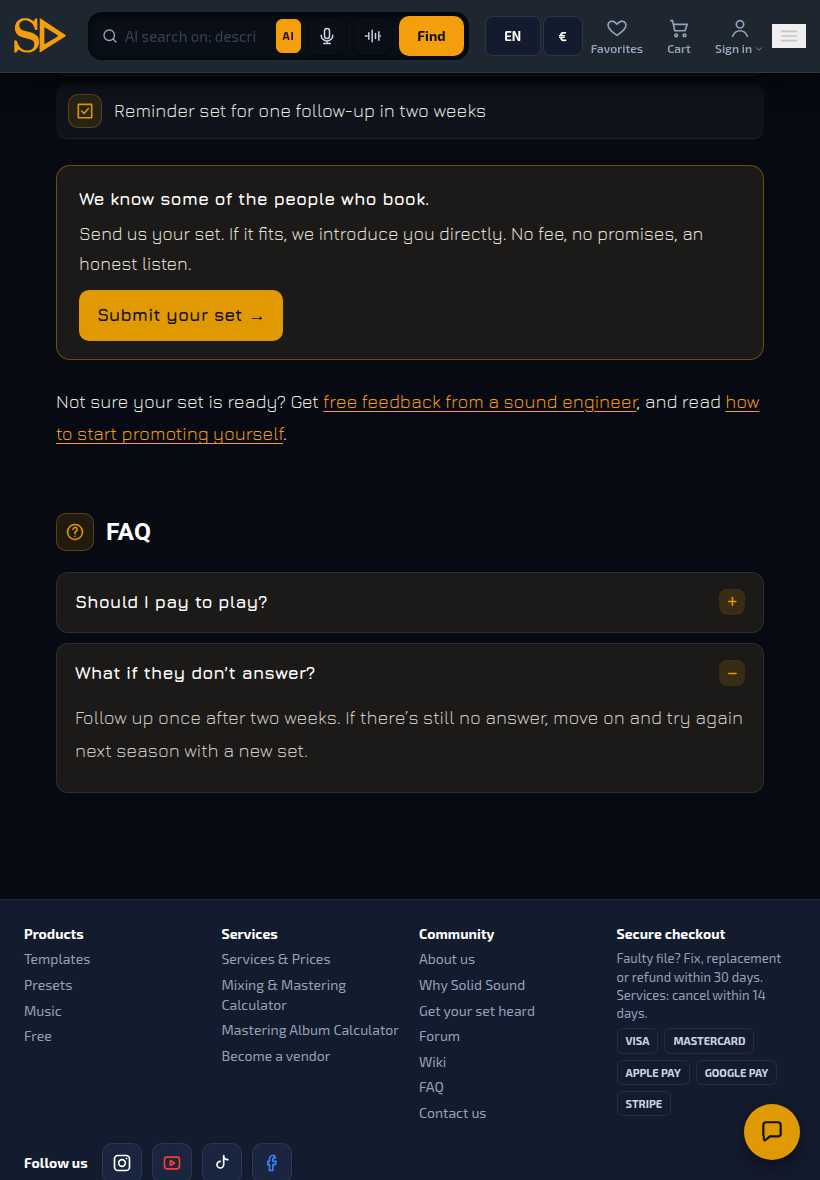 AI search on: descri
AI
Find
EN
€
Favorites
Cart
Sign in
Reminder set for one follow-up in two weeks
We know some of the people who book.
Send us your set. If it fits, we introduce you directly. No fee, no promises, an
honest listen.
Submit your set →
Not sure your set is ready? Get free feedback from a sound engineer, and read how
to start promoting yourself.
FAQ
Should I pay to play?
+
What if they don't answer?
−
Follow up once after two weeks. If there's still no answer, move on and try again
next season with a new set.
Products
Templates
Presets
Music
Free
Services
Services & Prices
Mixing & Mastering
Calculator
Mastering Album Calculator
Become a vendor
Community
About us
Why Solid Sound
Get your set heard
Forum
Wiki
FAQ
Contact us
Secure checkout
Faulty file? Fix, replacement
or refund within 30 days.
Services: cancel within 14
days.
VISA
MASTERCARD
APPLE PAY
GOOGLE PAY
STRIPE
Follow us